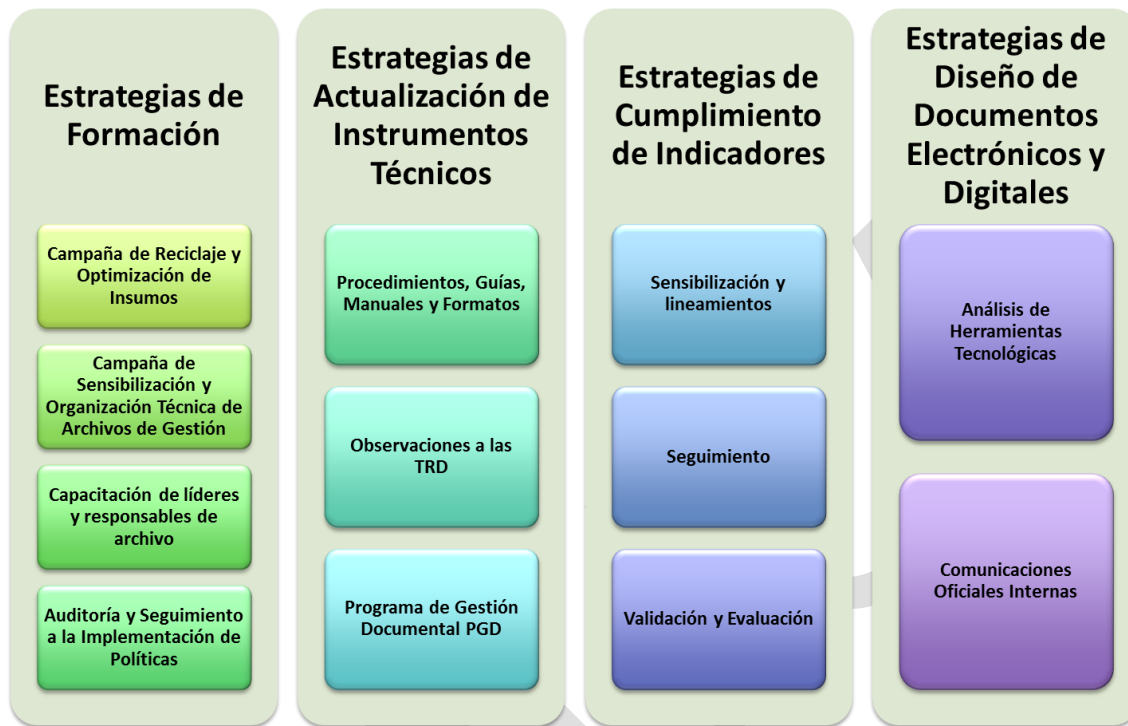 Estrategias de
Formación
Campaña de Reciclaje y
Optimización de
Insumos
Campaña de
Sensibilización y
Organización Técnica de
Archivos de Gestión
Capacitación de líderes
y responsables de
archivo
Auditoría y Seguimiento
a la Implementación de
Políticas
Estrategias de
Actualización de
Instrumentos
Técnicos
Procedimientos, Guías,
Manuales y Formatos
Observaciones a las
TRD
Programa de Gestión
Documental PGD
Estrategias de
Cumplimiento
de Indicadores
Sensibilización y
lineamientos
Seguimiento
Validación y Evaluación
Estrategias de
Diseño de
Documentos
Electrónicos y
Digitales
Análisis de
Herramientas
Tecnológicas
Comunicaciones
Oficiales Internas